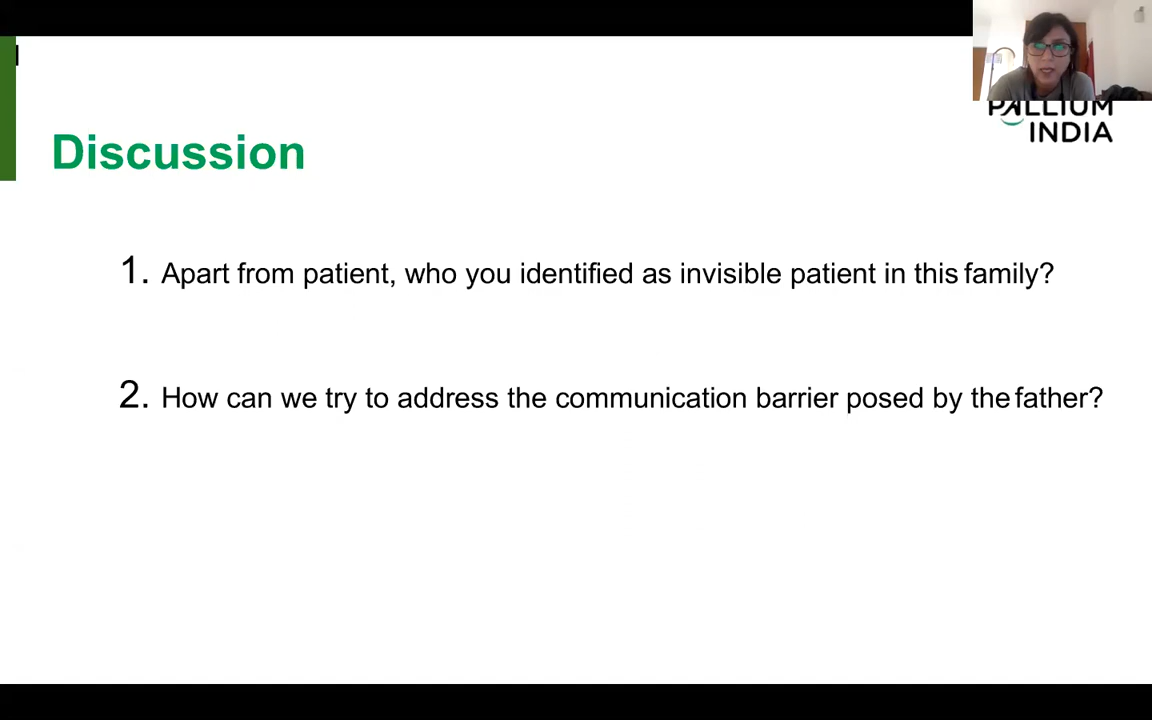 PALLIUM
INDIA
Discussion
1. Apart from patient, who you identified as invisible patient in this family?
2. How can we try to address the communication barrier posed by the father?